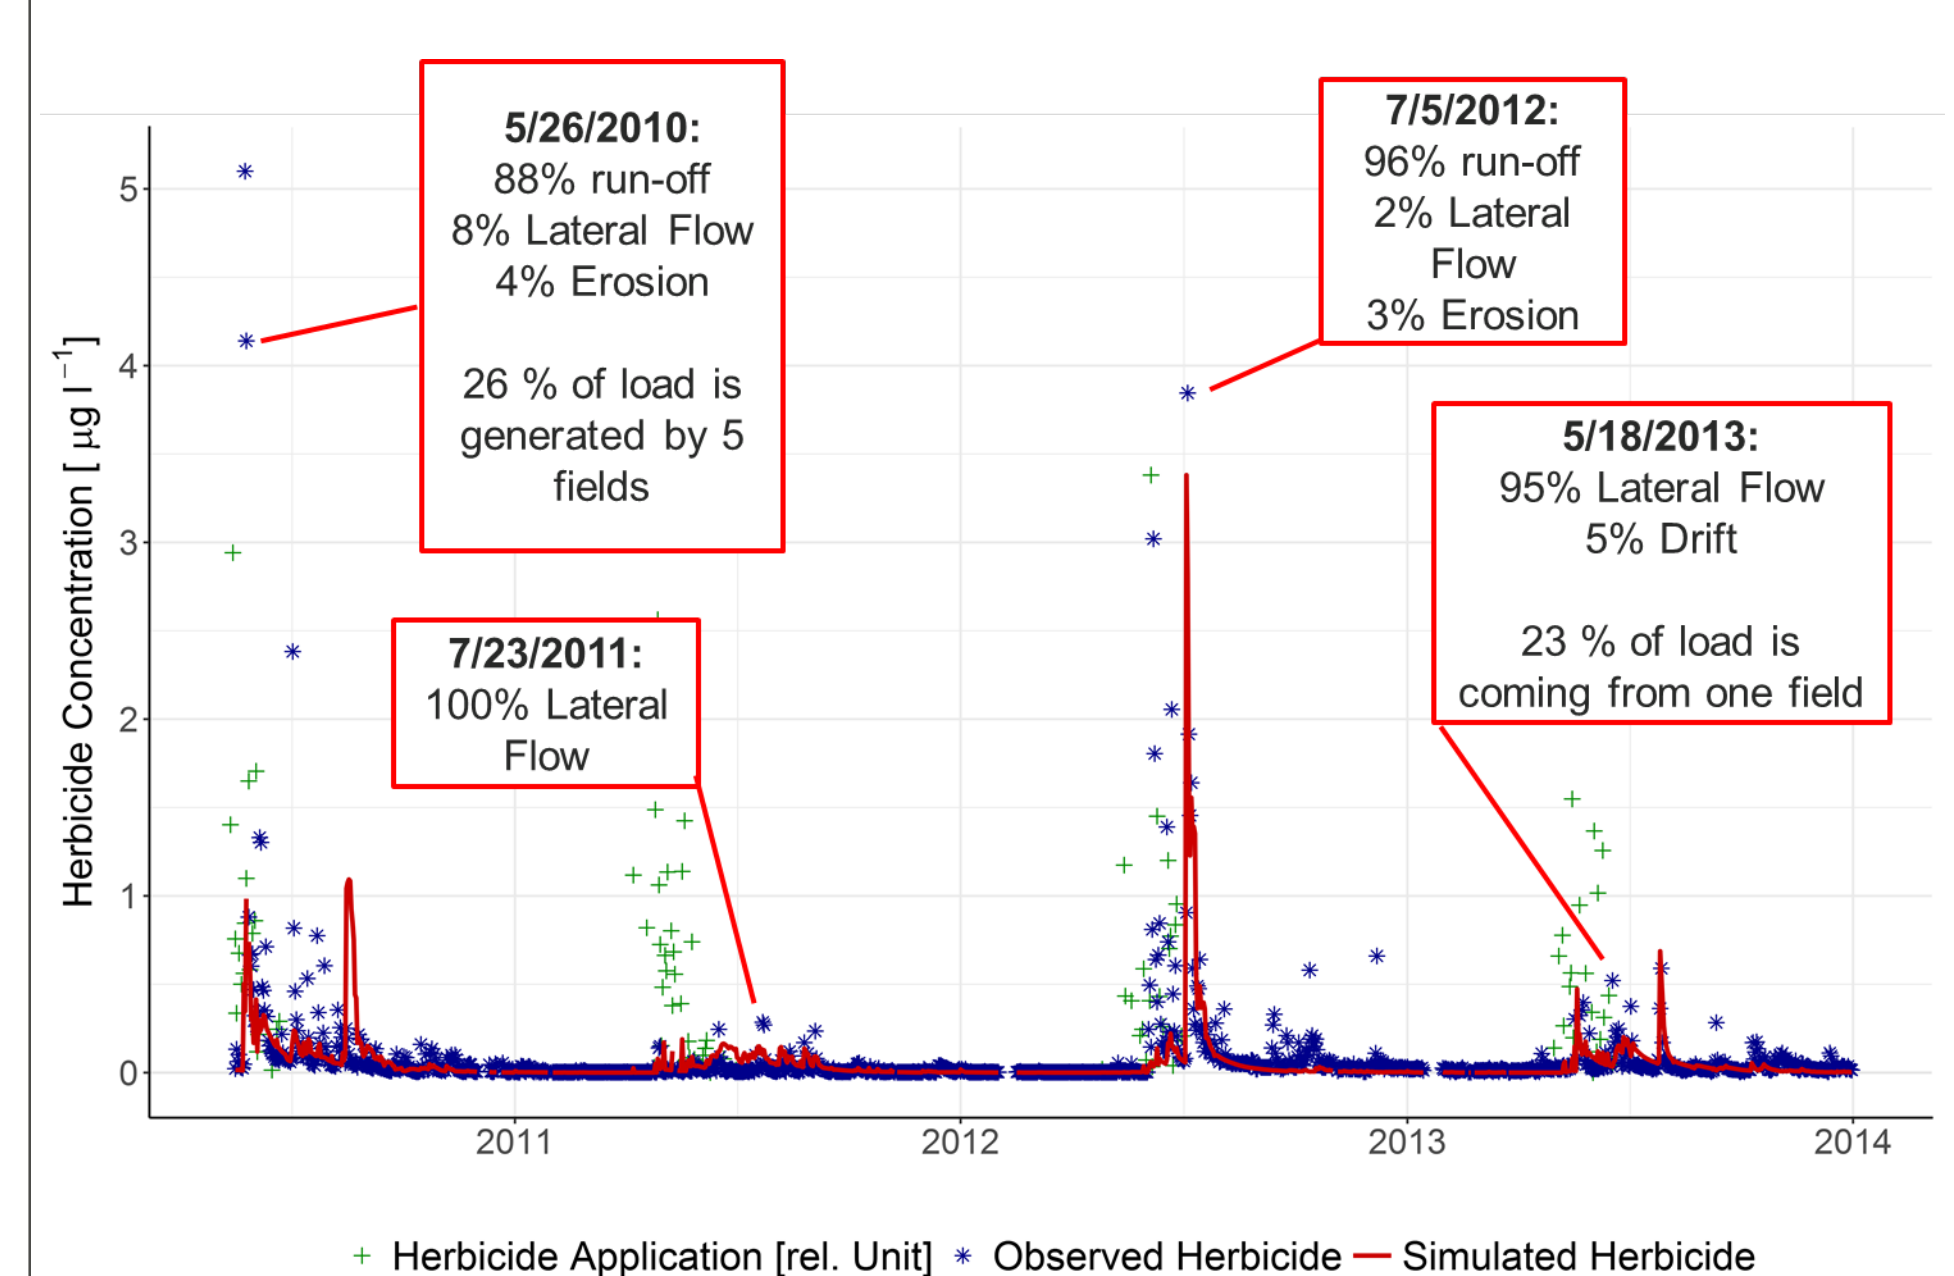 5/26/2010:
88% run-off
8% Lateral Flow
4% Erosion
26 % of load is
generated by 5
fields
7/5/2012:
96% run-off
2% Lateral
Flow
3% Erosion
5/18/2013:
95% Lateral Flow
5% Drift
23 % of load is
coming from one field
7/23/2011:
100% Lateral
Flow
Herbicide Concentration [ µg l⁻¹]
5
4
3
2
1
0
2011
2012
2013
2014
Herbicide Application [rel. Unit]
Observed Herbicide
Simulated Herbicide